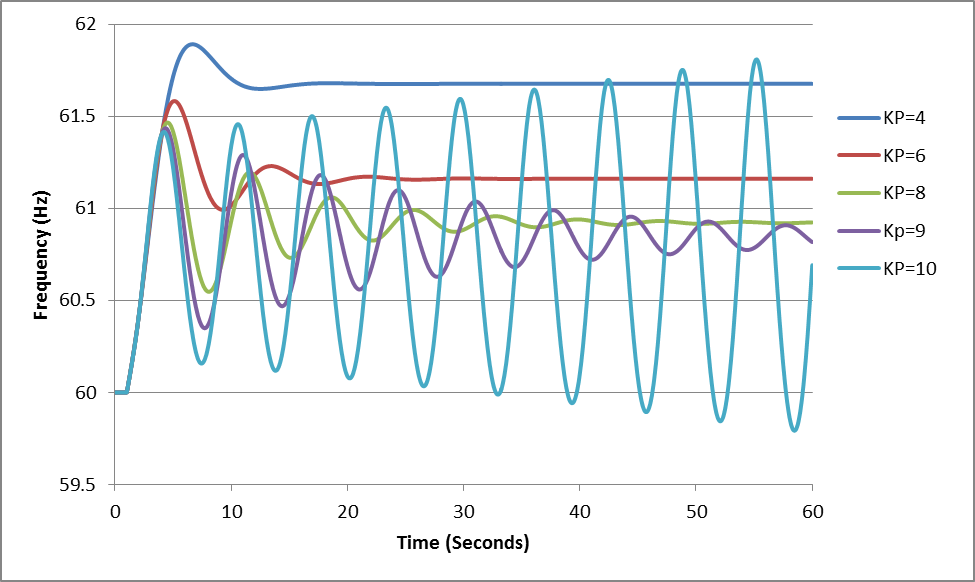 62
61.5
61
60.5
60
59.5
Frequency (Hz)
0 10 20 30 40 50 60
Time (Seconds)
KP=4
KP=6
KP=8
Kp=9
KP=10